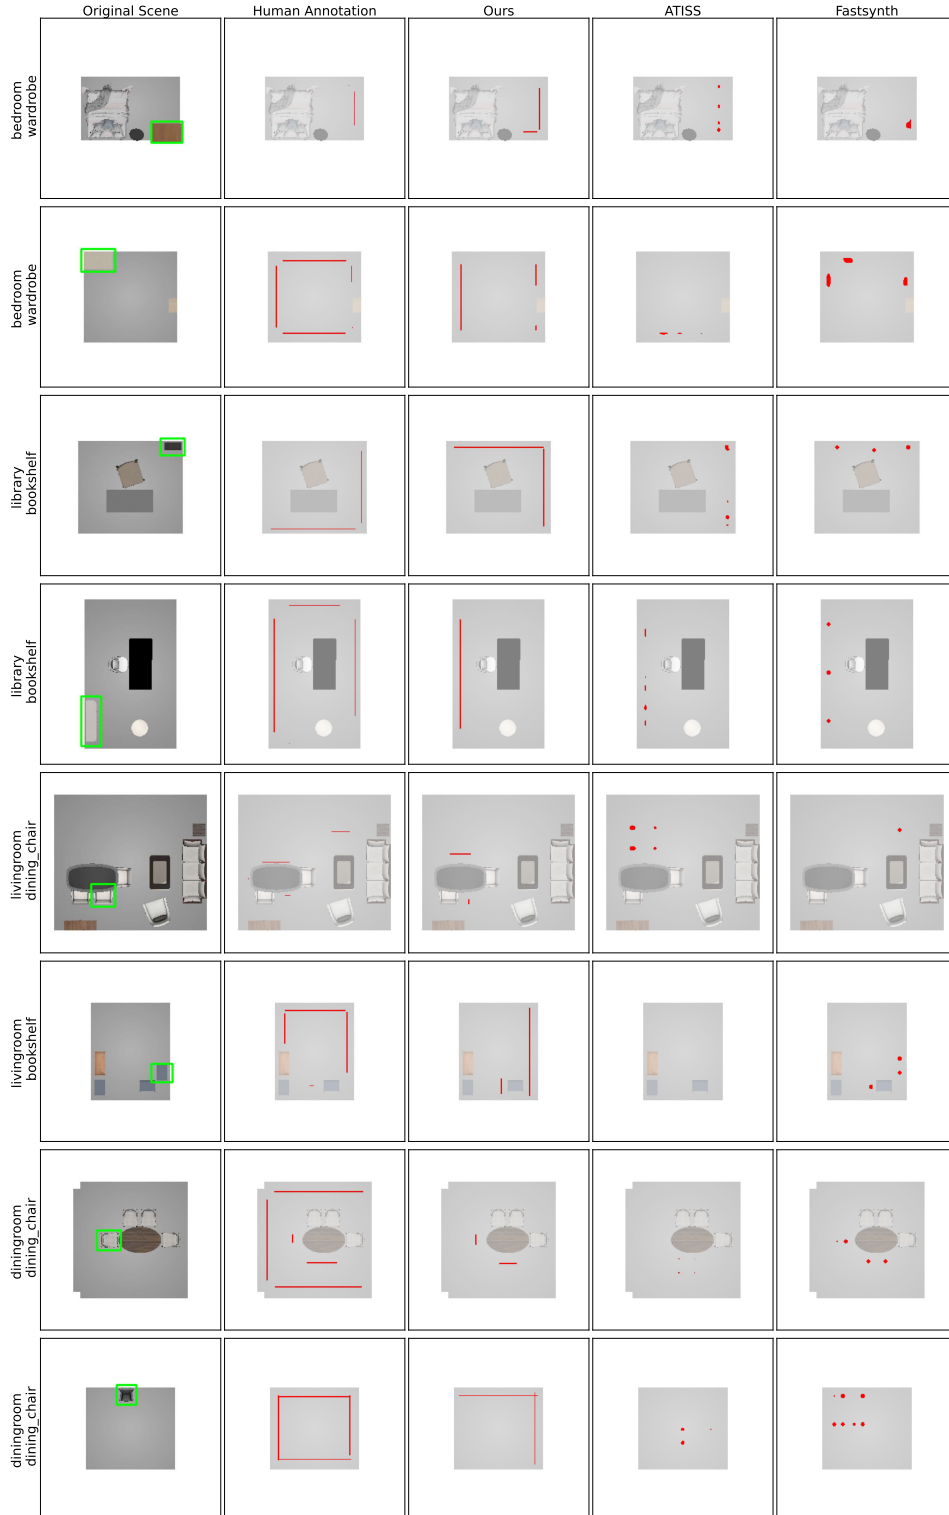 Original Scene
Human Annotation
Ours
ATISS
Fastsynth
bedroom
wardrobe
bedroom
wardrobe
library
bookshelf
library
bookshelf
livingroom
dining_chair
livingroom
bookshelf
diningroom
dining_chair
diningroom
dining_chair